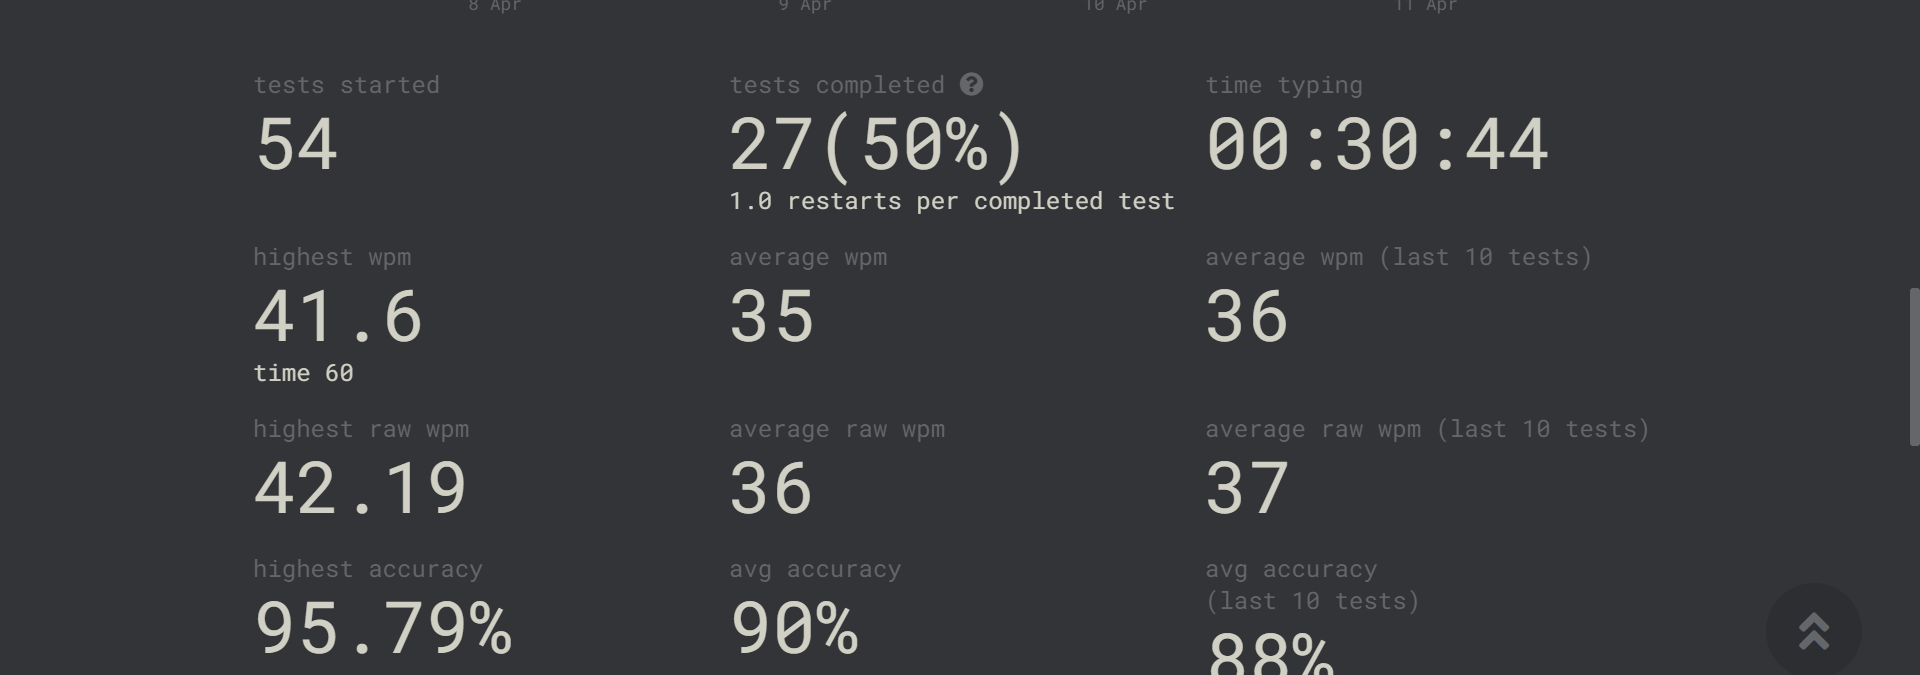 8 Apr 9 Apr 10 Apr 11 Apr
tests started tests completed ? time typing
54 27(50%) 00:30:44
1.0 restarts per completed test
highest wpm average wpm average wpm (last 10 tests)
41.6 35 36
time 60
highest raw wpm average raw wpm average raw wpm (last 10 tests)
42.19 36 37
highest accuracy avg accuracy avg accuracy
(last 10 tests)
95.79% 90% 88%